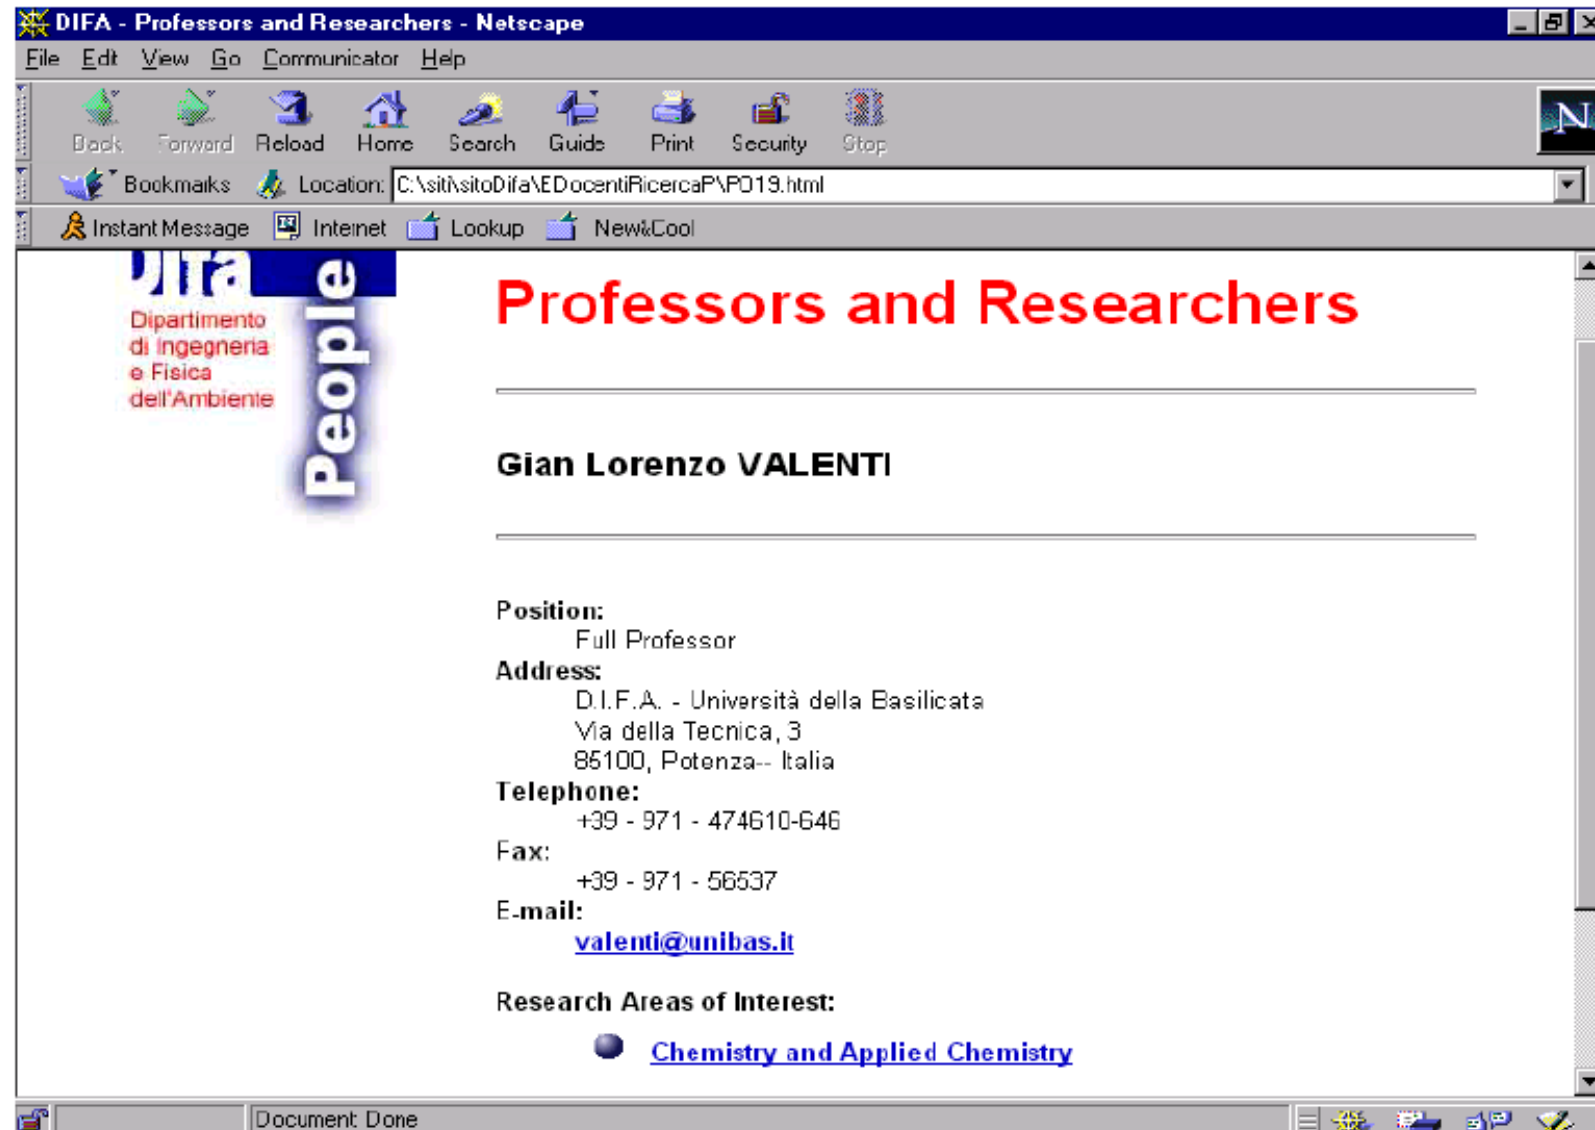 DIFA - Professors and Researchers - Netscape
File Edit View Go Communicator Help
Back Forward Reload Home Search Guide Print Security Stop
N
Bookmarks Location: C:\siti\sitoDifa\EDocentiRicercaP\PO19.html
Instant Message Internet Lookup New&Cool
Difa
People
Dipartimento
di Ingegneria
e Fisica
dell'Ambiente
Professors and Researchers
Gian Lorenzo VALENTI
Position:
Full Professor
Address:
D.I.F.A. - Università della Basilicata
Via della Tecnica, 3
85100, Potenza-- Italia
Telephone:
+39 - 971 - 474610-646
Fax:
+39 - 971 - 56537
E-mail:
valenti@unibas.it
Research Areas of Interest:
Chemistry and Applied Chemistry
Document: Done